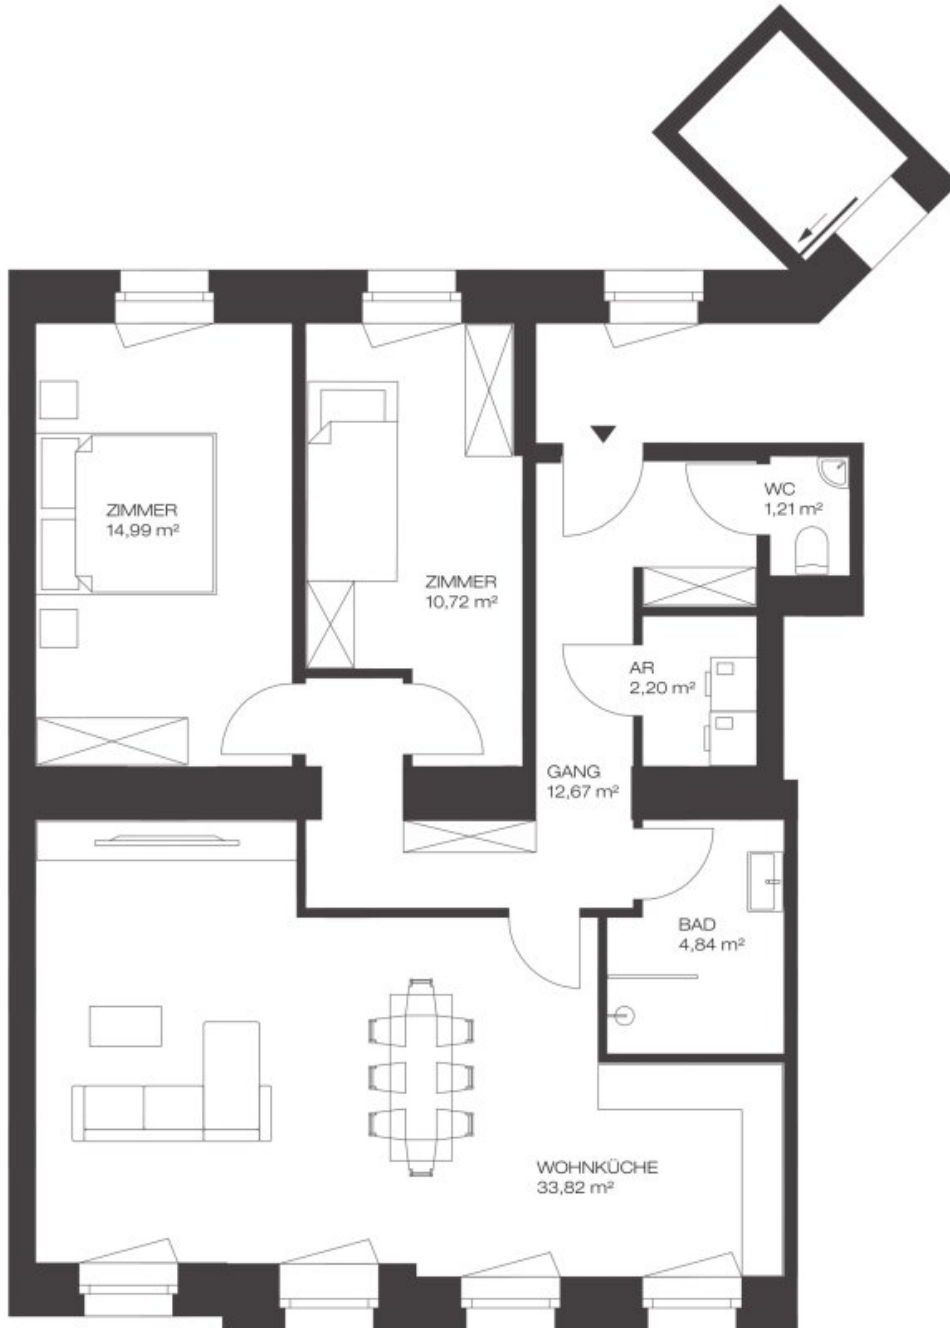 WC
1,21 m²
ZIMMER
14,99 m²
ZIMMER
10,72 m²
AR
2,20 m²
GANG
12,67 m²
BAD
4,84 m²
WOHNKÜCHE
33,82 m²